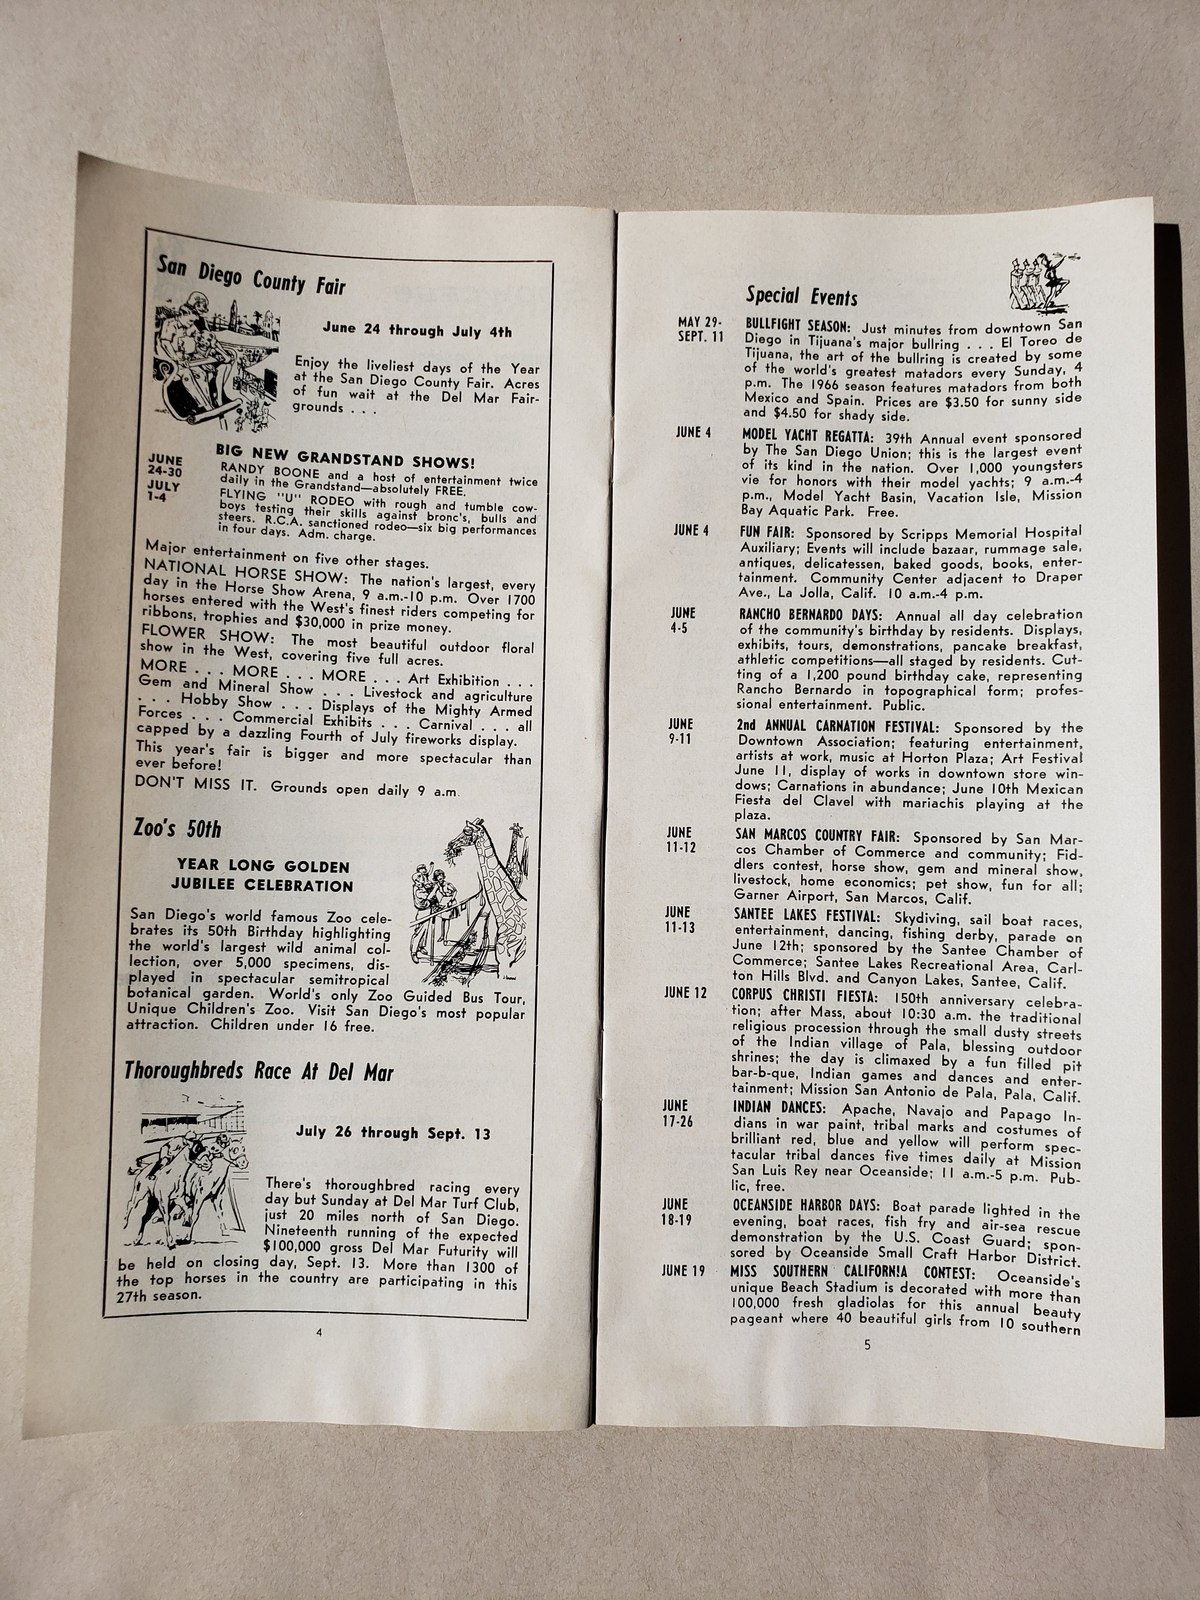 San Diego County Fair
June 24 through July 4th
Enjoy the liveliest days of the Year
at the San Diego County Fair. Acres
of fun wait at the Del Mar Fair-
grounds . . .
JUNE
24-30
JULY
1-4
BIG NEW GRANDSTAND SHOWS!
RANDY BOONE and a host of entertainment twice
daily in the Grandstand—absolutely FREE.
FLYING "U" RODEO with rough and tumble cow-
boys testing their skills against bronc's, bulls and
steers. R.C.A. sanctioned rodeo—six big performances
in four days. Adm. charge.
Major entertainment on five other stages.
NATIONAL HORSE SHOW: The nation's largest, every
day in the Horse Show Arena, 9 a.m.-10 p.m. Over 1700
horses entered with the West's finest riders competing for
ribbons, trophies and $30,000 in prize money.
FLOWER SHOW: The most beautiful outdoor floral
show in the West, covering five full acres.
MORE . . . MORE . . . MORE . . . Art Exhibition . . .
Gem and Mineral Show . . . Livestock and agriculture
. . . Hobby Show . . . Displays of the Mighty Armed
Forces . . . Commercial Exhibits . . . Carnival . . . all
capped by a dazzling Fourth of July fireworks display.
This year's fair is bigger and more spectacular than
ever before!
DON'T MISS IT. Grounds open daily 9 a.m.
Zoo's 50th
YEAR LONG GOLDEN
JUBILEE CELEBRATION
San Diego's world famous Zoo cele-
brates its 50th Birthday highlighting
the world's largest wild animal col-
lection, over 5,000 specimens, dis-
played in spectacular semitropical
botanical garden. World's only Zoo Guided Bus Tour,
Unique Children's Zoo. Visit San Diego's most popular
attraction. Children under 16 free.
Thoroughbreds Race At Del Mar
July 26 through Sept. 13
There's thoroughbred racing every
day but Sunday at Del Mar Turf Club,
just 20 miles north of San Diego.
Nineteenth running of the expected
$100,000 gross Del Mar Futurity will
be held on closing day, Sept. 13. More than 1300 of
the top horses in the country are participating in this
27th season.
4
Special Events
MAY 29-
SEPT. 11
BULLFIGHT SEASON: Just minutes from downtown San
Diego in Tijuana's major bullring . . . El Toreo de
Tijuana, the art of the bullring is created by some
of the world's greatest matadors every Sunday, 4
p.m. The 1966 season features matadors from both
Mexico and Spain. Prices are $3.50 for sunny side
and $4.50 for shady side.
JUNE 4
MODEL YACHT REGATTA: 39th Annual event sponsored
by The San Diego Union; this is the largest event
of its kind in the nation. Over 1,000 youngsters
vie for honors with their model yachts; 9 a.m.-4
p.m., Model Yacht Basin, Vacation Isle, Mission
Bay Aquatic Park. Free.
JUNE 4
FUN FAIR: Sponsored by Scripps Memorial Hospital
Auxiliary; Events will include bazaar, rummage sale,
antiques, delicatessen, baked goods, books, enter-
tainment. Community Center adjacent to Draper
Ave., La Jolla, Calif. 10 a.m.-4 p.m.
JUNE
4-5
RANCHO BERNARDO DAYS: Annual all day celebration
of the community's birthday by residents. Displays,
exhibits, tours, demonstrations, pancake breakfast,
athletic competitions—all staged by residents. Cut-
ting of a 1,200 pound birthday cake, representing
Rancho Bernardo in topographical form; profes-
sional entertainment. Public.
JUNE
9-11
2nd ANNUAL CARNATION FESTIVAL: Sponsored by the
Downtown Association; featuring entertainment,
artists at work, music at Horton Plaza; Art Festival
June 11, display of works in downtown store win-
dows; Carnations in abundance; June 10th Mexican
Fiesta del Clavel with mariachis playing at the
plaza.
JUNE
11-12
SAN MARCOS COUNTRY FAIR: Sponsored by San Mar-
cos Chamber of Commerce and community; Fid-
dlers contest, horse show, gem and mineral show,
livestock, home economics; pet show, fun for all;
Garner Airport, San Marcos, Calif.
JUNE
11-13
SANTEE LAKES FESTIVAL: Skydiving, sail boat races,
entertainment, dancing, fishing derby, parade on
June 12th; sponsored by the Santee Chamber of
Commerce; Santee Lakes Recreational Area, Carl-
ton Hills Blvd. and Canyon Lakes, Santee, Calif.
JUNE 12
CORPUS CHRISTI FIESTA: 150th anniversary celebra-
tion; after Mass, about 10:30 a.m. the traditional
religious procession through the small dusty streets
of the Indian village of Pala, blessing outdoor
shrines; the day is climaxed by a fun filled pit
bar-b-que, Indian games and dances and enter-
tainment; Mission San Antonio de Pala, Pala, Calif.
JUNE
17-26
INDIAN DANCES: Apache, Navajo and Papago In-
dians in war paint, tribal marks and costumes of
brilliant red, blue and yellow will perform spec-
tacular tribal dances five times daily at Mission
San Luis Rey near Oceanside; 11 a.m.-5 p.m. Pub-
lic, free.
JUNE
18-19
OCEANSIDE HARBOR DAYS: Boat parade lighted in the
evening, boat races, fish fry and air-sea rescue
demonstration by the U.S. Coast Guard; spon-
sored by Oceanside Small Craft Harbor District.
JUNE 19
MISS SOUTHERN CALIFORNIA CONTEST: Oceanside's
unique Beach Stadium is decorated with more than
100,000 fresh gladiolas for this annual beauty
pageant where 40 beautiful girls from 10 southern
5